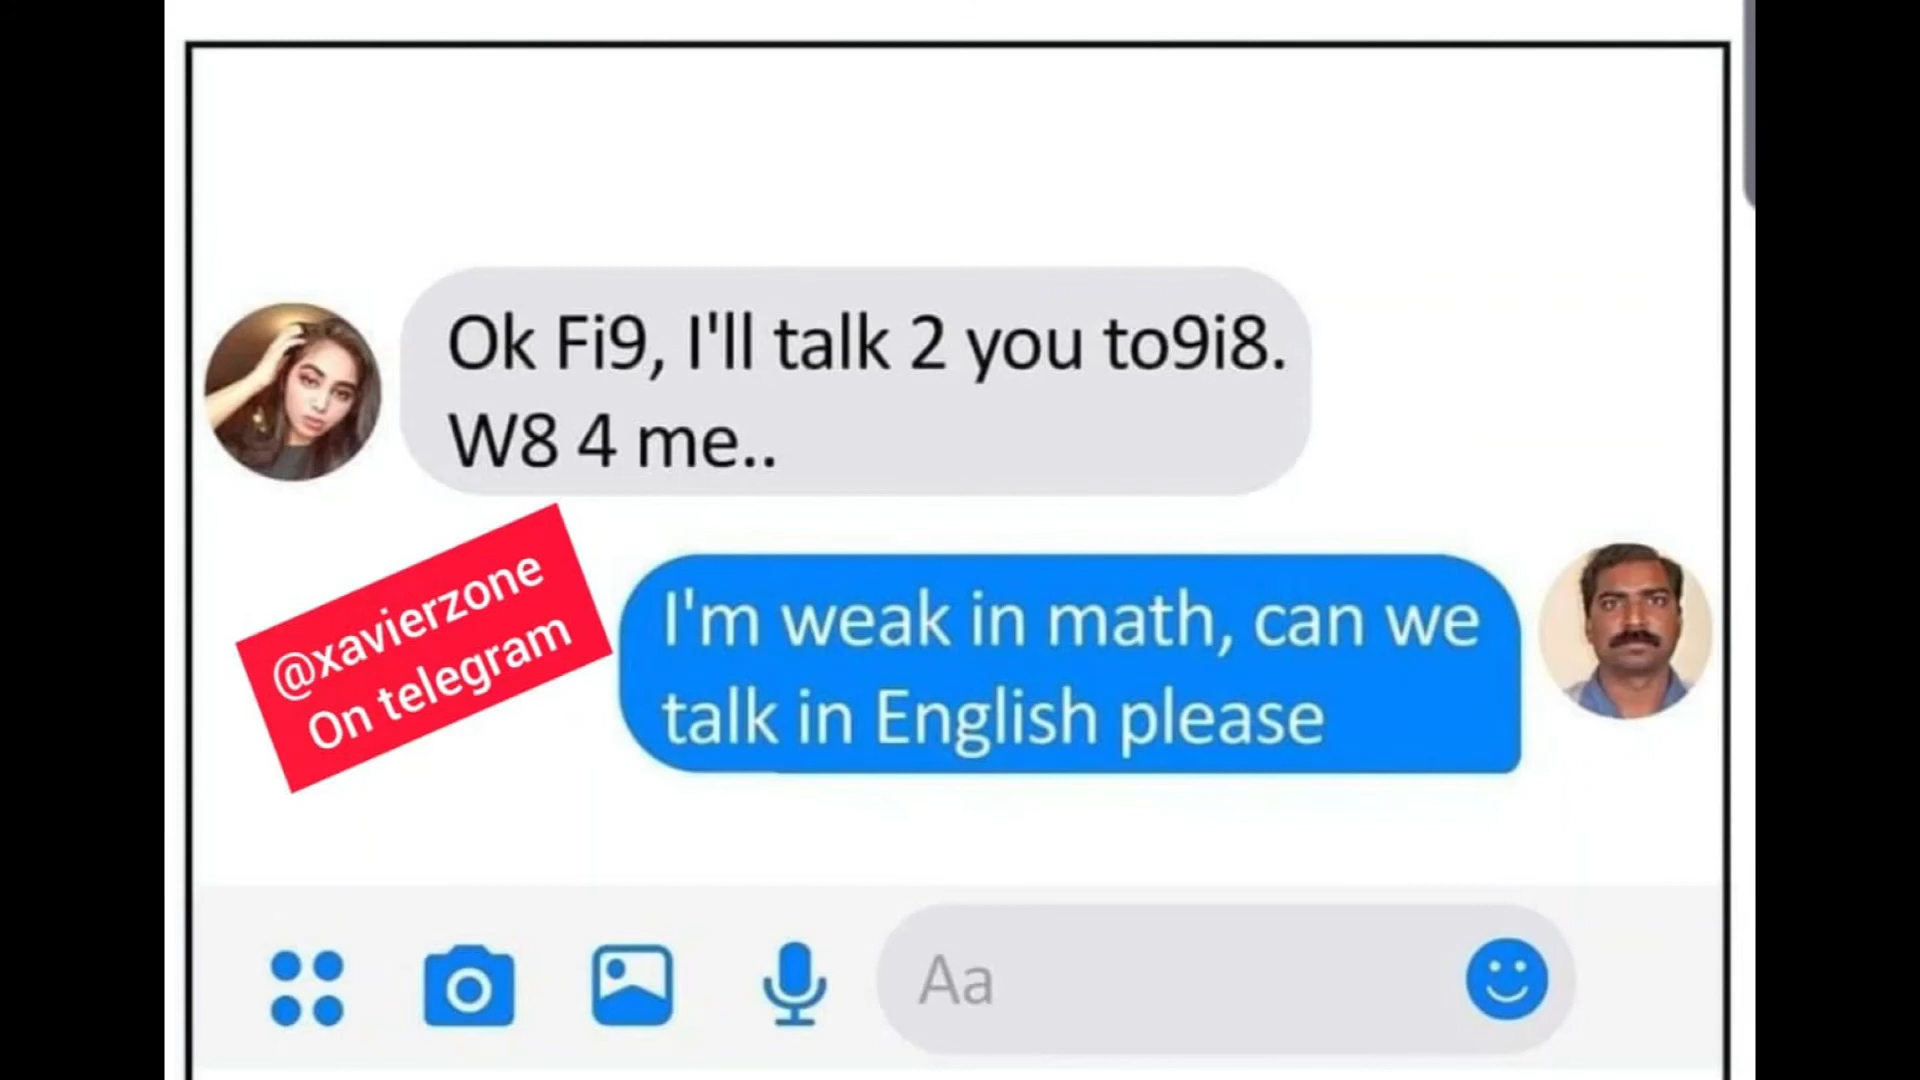 Ok Fi9, I'll talk 2 you to9i8.
W8 4 me..
@xavierzone
On telegram
I'm weak in math, can we
talk in English please
Aa